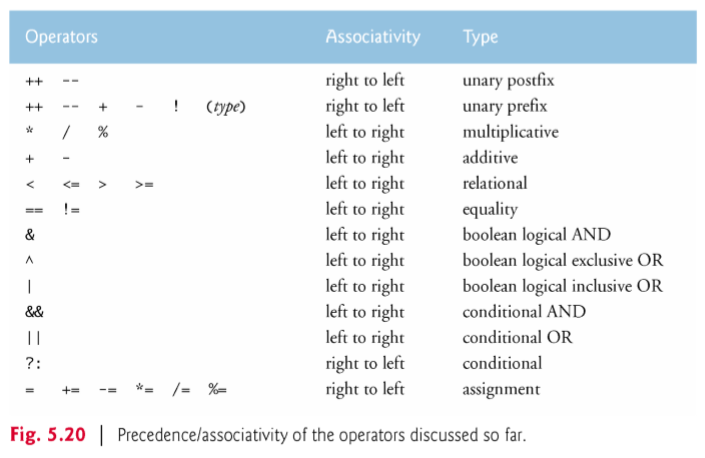 Operators Associativity Type
++ -- right to left unary postfix
++ -- + - ! (type) right to left unary prefix
* / % left to right multiplicative
+ - left to right additive
< <= > >= left to right relational
== != left to right equality
& left to right boolean logical AND
^ left to right boolean logical exclusive OR
| left to right boolean logical inclusive OR
&& left to right conditional AND
|| left to right conditional OR
?: right to left conditional
= += -= *= /= %= right to left assignment
Fig. 5.20 | Precedence/associativity of the operators discussed so far.